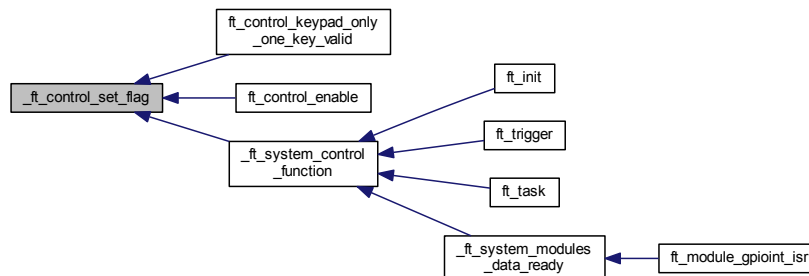 ft_control_keypad_only
_one_key_valid
_ft_control_set_flag
ft_control_enable
ft_init
_ft_system_control
_function
ft_trigger
ft_task
_ft_system_modules
_data_ready
ft_module_gpioint_isr